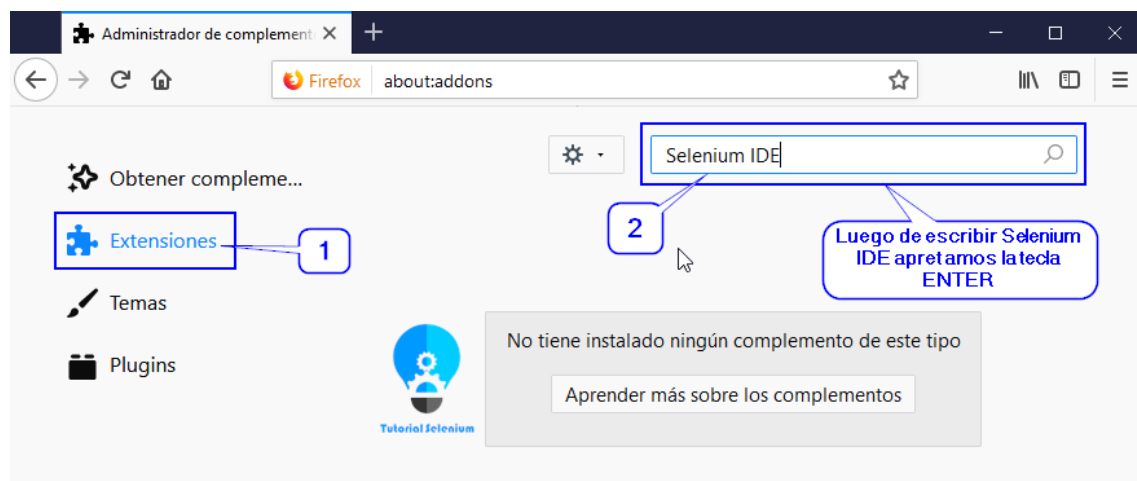 Administrador de complement
Firefox
about:addons
Selenium IDE
Obtener compleme...
2
Extensiones
1
Luego de escribir Selenium
IDE apretamos la tecla
ENTER
Temas
No tiene instalado ningún complemento de este tipo
Plugins
Aprender más sobre los complementos
Tutorial Selenium